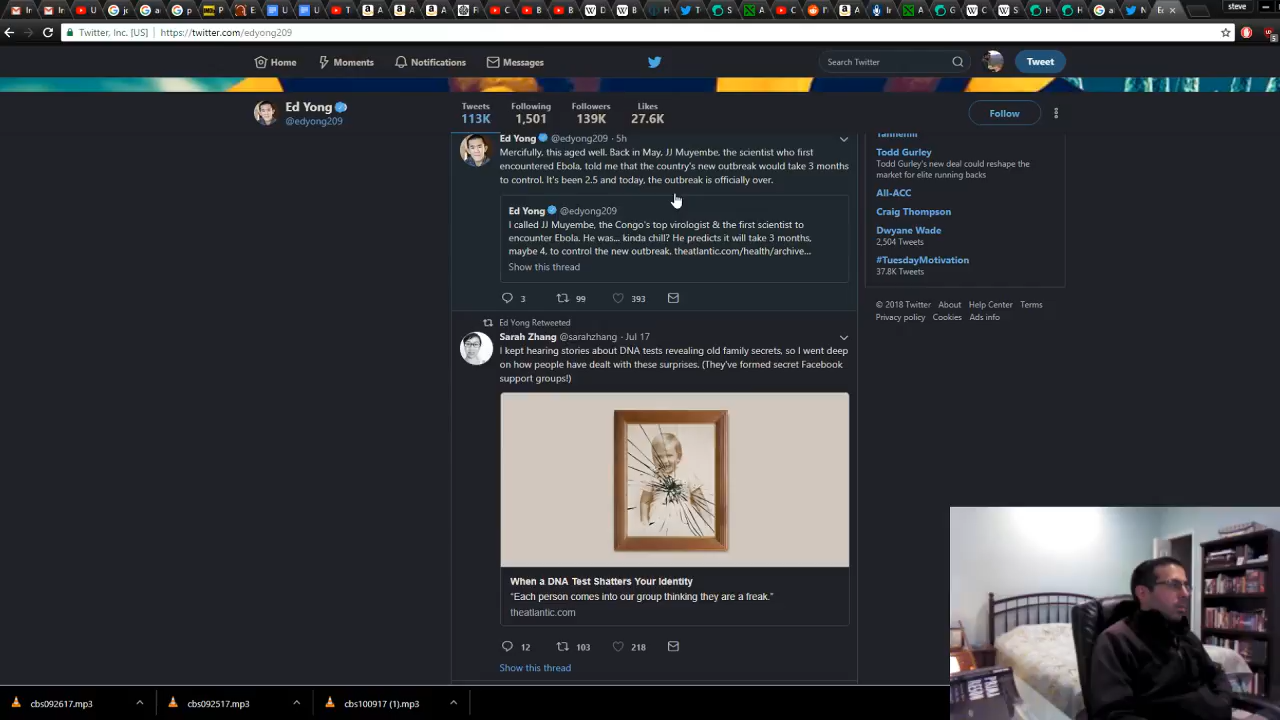 steve
Twitter, Inc. [US] https://twitter.com/edyong209
Home Moments Notifications Messages Search Twitter Tweet
Ed Yong
@edyong209
Tweets Following Followers Likes
113K 1,501 139K 27.6K
Follow
Ed Yong @edyong209 · 5h
Mercifully, this aged well. Back in May, JJ Muyembe, the scientist who first
encountered Ebola, told me that the country's new outbreak would take 3 months
to control. It's been 2.5 and today, the outbreak is officially over.
Ed Yong @edyong209
I called JJ Muyembe, the Congo's top virologist & the first scientist to
encounter Ebola. He was... kinda chill? He predicts it will take 3 months,
maybe 4, to control the new outbreak. theatlantic.com/health/archive...
Show this thread
3 99 393
Ed Yong Retweeted
Sarah Zhang @sarahzhang · Jul 17
I kept hearing stories about DNA tests revealing old family secrets, so I went deep
on how people have dealt with these surprises. (They've formed secret Facebook
support groups!)
When a DNA Test Shatters Your Identity
"Each person comes into our group thinking they are a freak."
theatlantic.com
12 103 218
Show this thread
Tannehill
Todd Gurley
Todd Gurley's new deal could reshape the
market for elite running backs
All-ACC
Craig Thompson
Dwyane Wade
2,504 Tweets
#TuesdayMotivation
37.8K Tweets
© 2018 Twitter About Help Center Terms
Privacy policy Cookies Ads info
cbs092617.mp3 cbs092517.mp3 cbs100917 (1).mp3